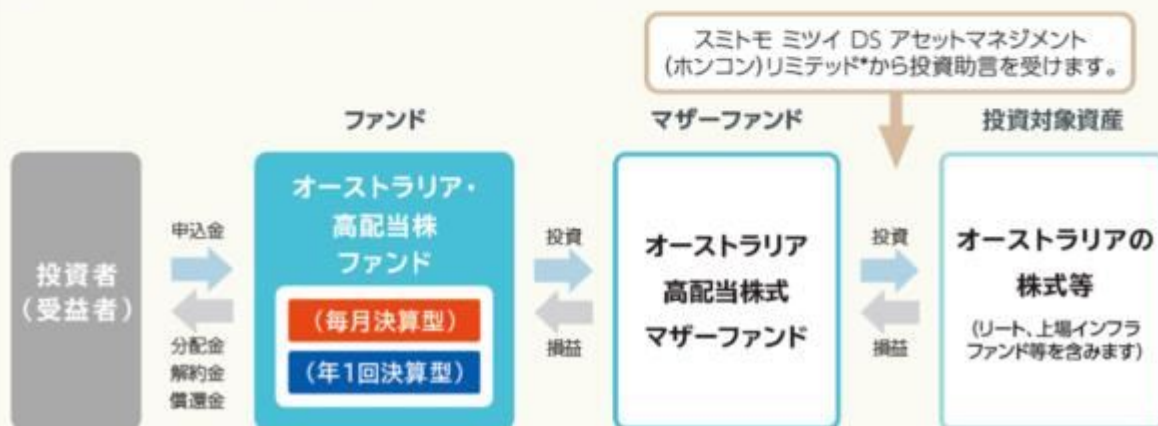 スミトモ ミツイ DS アセットマネジメント
(ホンコン)リミテッド*から投資助言を受けます。
ファンド
マザーファンド
投資対象資産
投資者
(受益者)
申込金
分配金
解約金
償還金
オーストラリア・
高配当株
ファンド
(毎月決算型)
(年1回決算型)
投資
損益
オーストラリア
高配当株式
マザーファンド
投資
損益
オーストラリアの
株式等
(リート、上場インフラ
ファンド等を含みます)